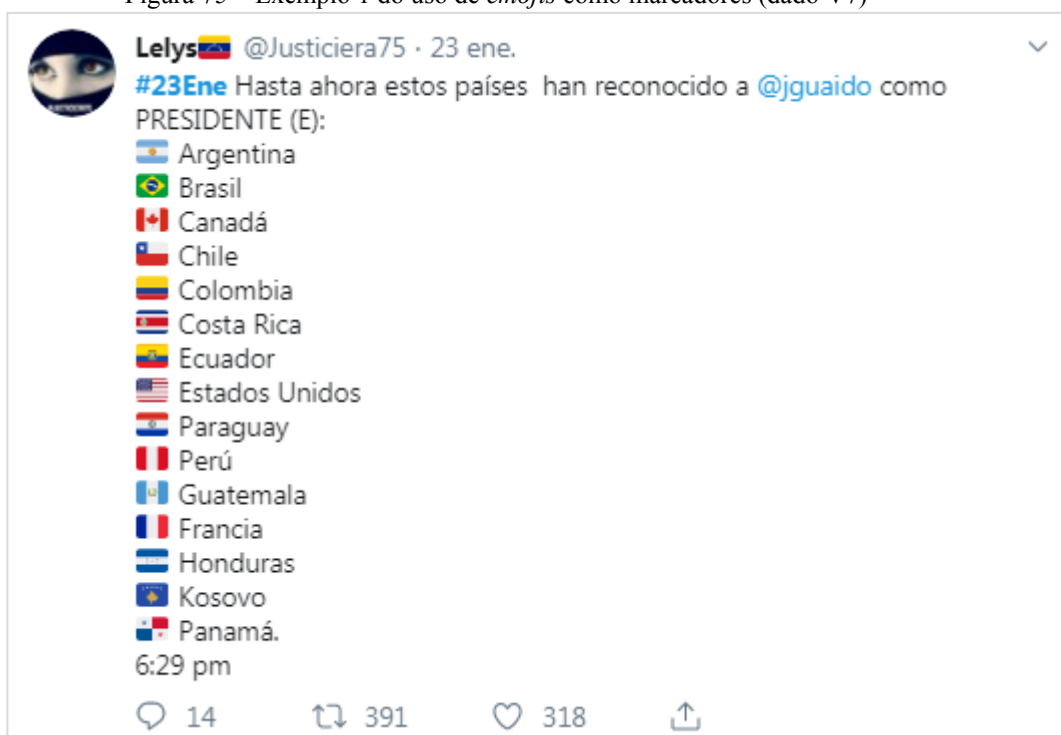 Figura 75 – Exemplo 1 do uso de emojis como marcadores (dado V7)
Lelys🇻🇪 @Justiciera75 · 23 ene.
#23Ene Hasta ahora estos países han reconocido a @jguaido como
PRESIDENTE (E):
🇦🇷 Argentina
🇧🇷 Brasil
🇨🇦 Canadá
🇨🇱 Chile
🇨🇴 Colombia
🇨🇷 Costa Rica
🇪🇨 Ecuador
🇺🇸 Estados Unidos
🇵🇾 Paraguay
🇵🇪 Perú
🇬🇹 Guatemala
🇫🇷 Francia
🇭🇳 Honduras
🇽🇰 Kosovo
🇵🇦 Panamá.
6:29 pm
14 391 318